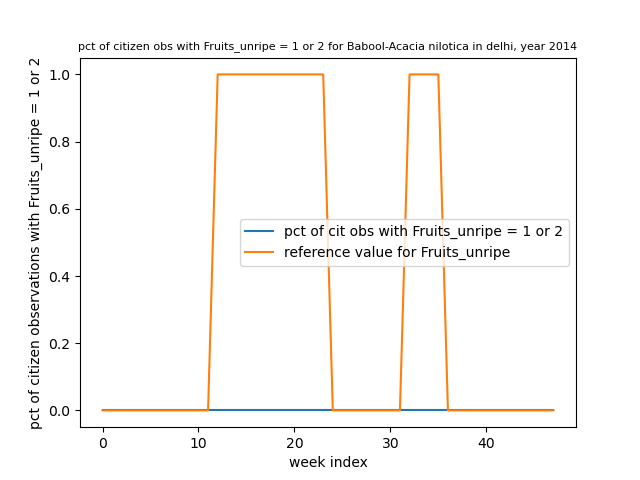 pct of citizen obs with Fruits_unripe = 1 or 2 for Babool-Acacia nilotica in delhi, year 2014
pct of citizen observations with Fruits_unripe = 1 or 2
1.0
0.8
0.6
0.4
0.2
0.0
pct of cit obs with Fruits_unripe = 1 or 2
reference value for Fruits_unripe
0 10 20 30 40
week index